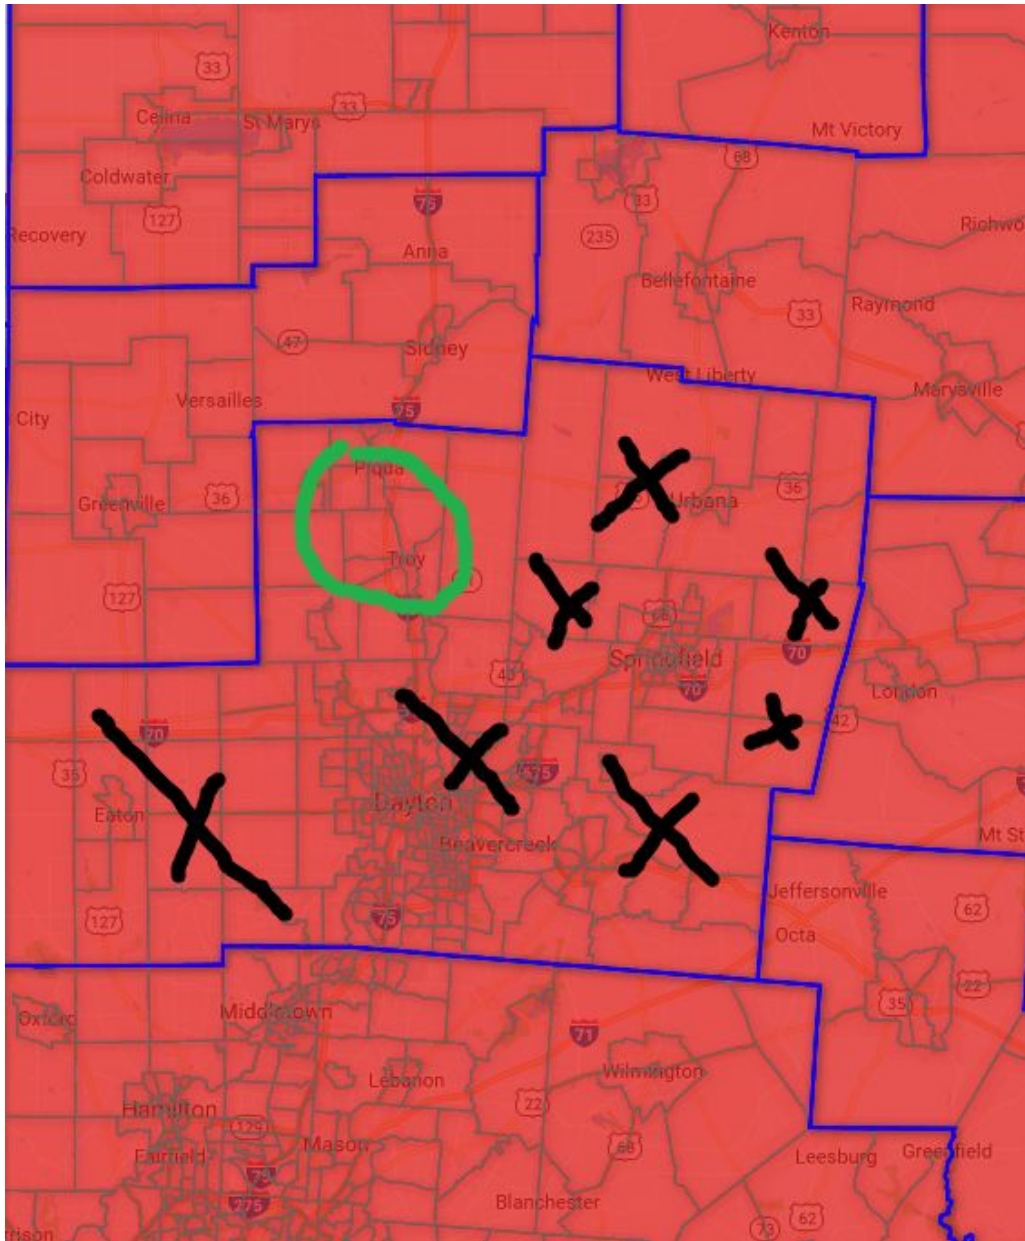 Kenton
33
33
Celina
St Marys
Mt Victory
68
Coldwater
75
33
127
Richwo
Recovery
235
Anna
Bellefontaine
Raymond
33
47
Sidney
West Liberty
Marysville
Versailles
75
City
Piqua
36
Greenville
36
Urbana
Troy
127
68
Springfield
70
70
London
42
70
35
675
Dayton
Eaton
Beavercreek
Mt St
Jeffersonville
127
75
62
Octa
22
35
Oxford
Middletown
71
Wilmington
Lebanon
22
Hamilton
129
Mason
68
Fairfield
Leesburg
Greenfield
75
275
Blanchester
62
73
rrison